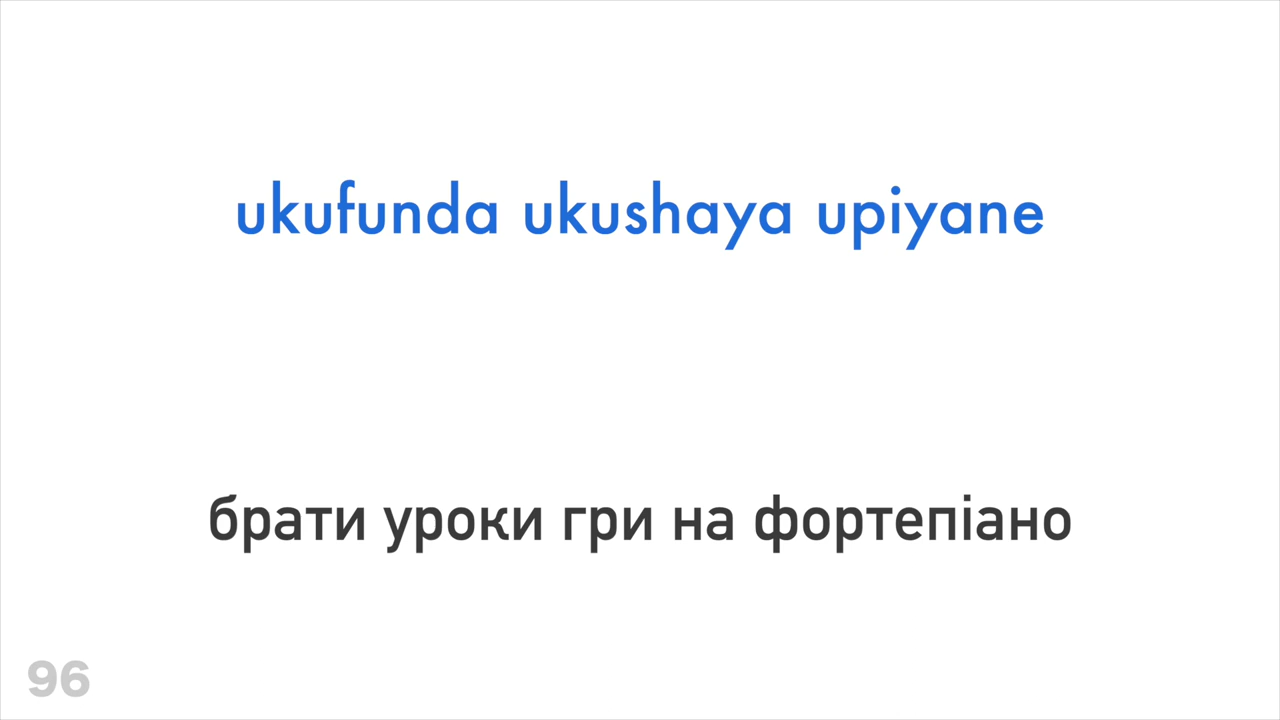 ukufunda ukushaya upiyane
брати уроки гри на фортепіано
96